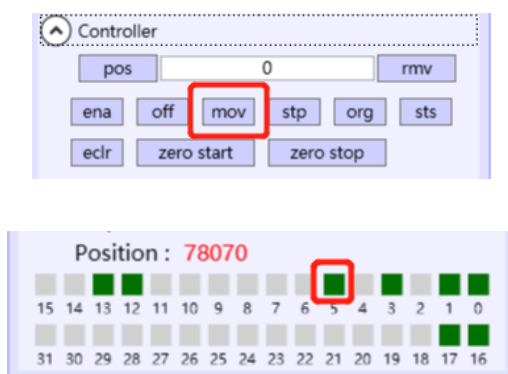 Controller
pos 0 rmv
ena off mov stp org sts
eclr zero start zero stop
Position : 78070
15 14 13 12 11 10 9 8 7 6 5 4 3 2 1 0
31 30 29 28 27 26 25 24 23 22 21 20 19 18 17 16